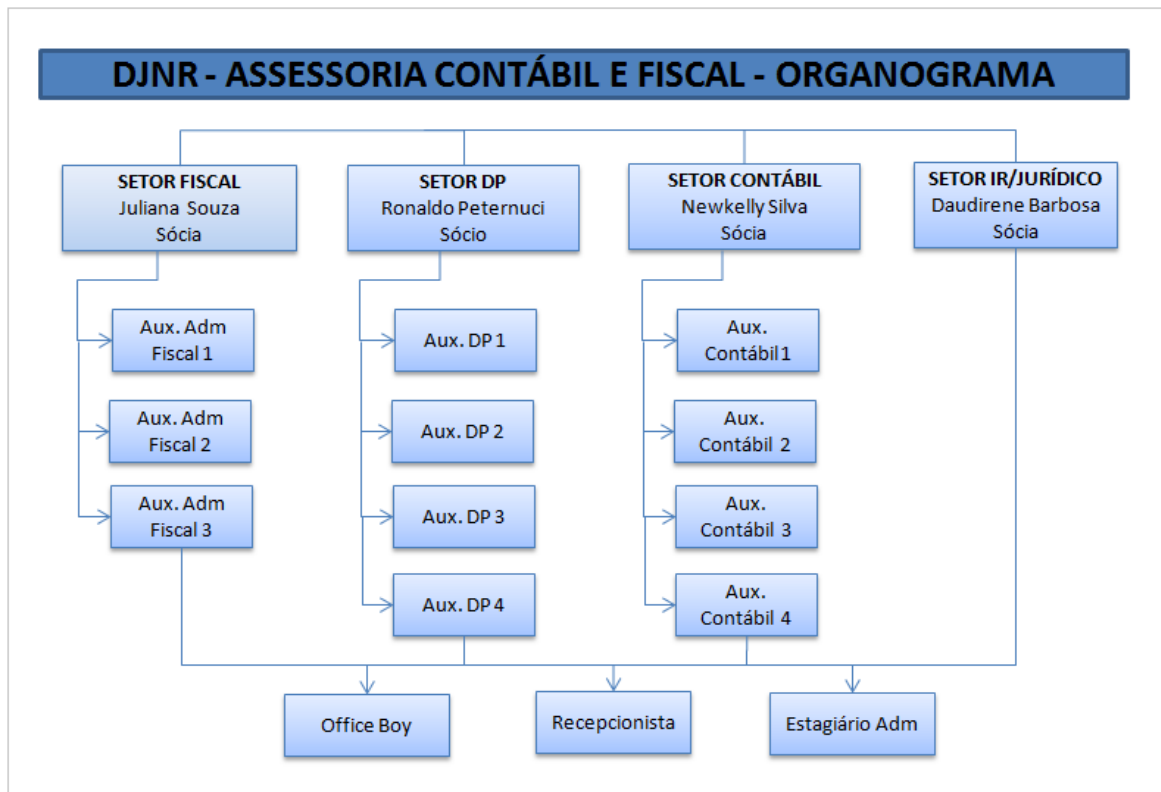 DJNR - ASSESSORIA CONTÁBIL E FISCAL - ORGANOGRAMA
SETOR FISCAL
Juliana Souza
Sócia
SETOR DP
Ronaldo Peternuci
Sócio
SETOR CONTÁBIL
Newkelly Silva
Sócia
SETOR IR/JURÍDICO
Daudirene Barbosa
Sócia
Aux. Adm
Fiscal 1
Aux. DP 1
Aux.
Contábil 1
Aux. Adm
Fiscal 2
Aux. DP 2
Aux.
Contábil 2
Aux. Adm
Fiscal 3
Aux. DP 3
Aux.
Contábil 3
Aux. DP 4
Aux.
Contábil 4
Office Boy
Recepcionista
Estagiário Adm